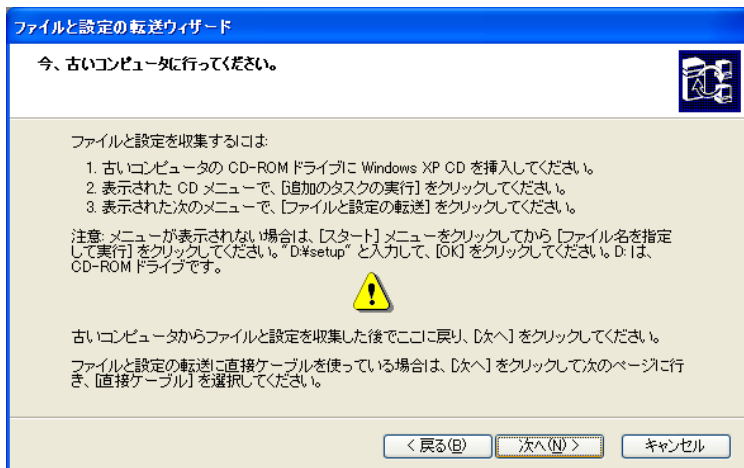 ファイルと設定の転送ウィザード
今、古いコンピュータに行ってください。
ファイルと設定を収集するには:
1. 古いコンピュータの CD-ROM ドライブに Windows XP CD を挿入してください。
2. 表示された CD メニューで、[追加のタスクの実行] をクリックしてください。
3. 表示された次のメニューで、[ファイルと設定の転送] をクリックしてください。
注意: メニューが表示されない場合は、[スタート] メニューをクリックしてから [ファイル名を指定
して実行] をクリックしてください。"D:¥setup" と入力して、[OK] をクリックしてください。D: は、
CD-ROM ドライブです。
古いコンピュータからファイルと設定を収集した後でここに戻り、[次へ] をクリックしてください。
ファイルと設定の転送に直接ケーブルを使っている場合は、[次へ] をクリックして次のページに行
き、[直接ケーブル] を選択してください。
< 戻る(B) 次へ(N) > キャンセル